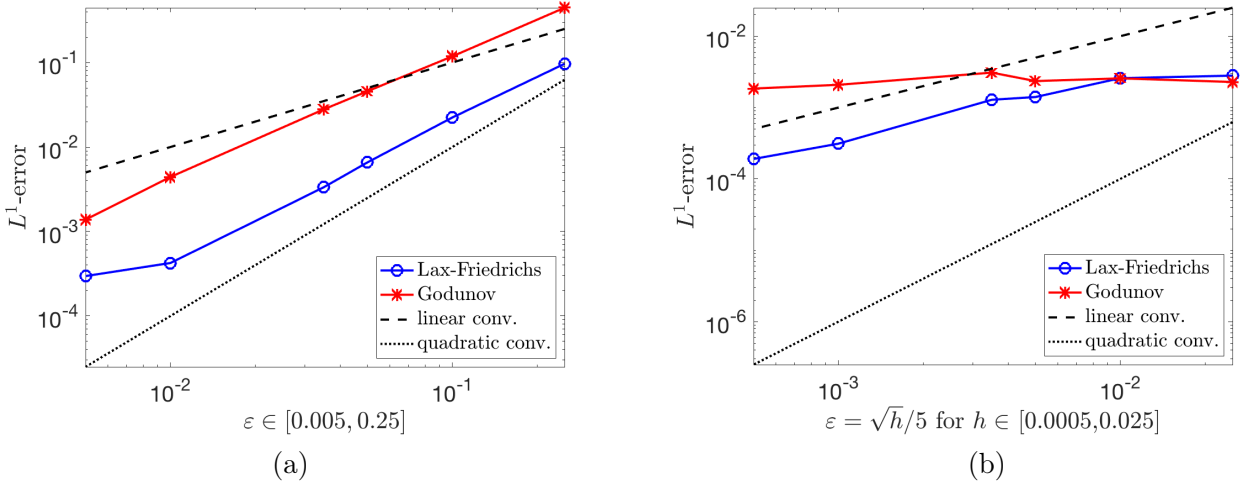 10^{-1}
10^{-2}
10^{-3}
10^{-4}
L^1-error
Lax-Friedrichs
Godunov
linear conv.
quadratic conv.
10^{-2}
10^{-1}
ε ∈ [0.005, 0.25]
(a)
10^{-2}
10^{-4}
10^{-6}
L^1-error
Lax-Friedrichs
Godunov
linear conv.
quadratic conv.
10^{-3}
10^{-2}
ε = √h/5 for h ∈ [0.0005,0.025]
(b)